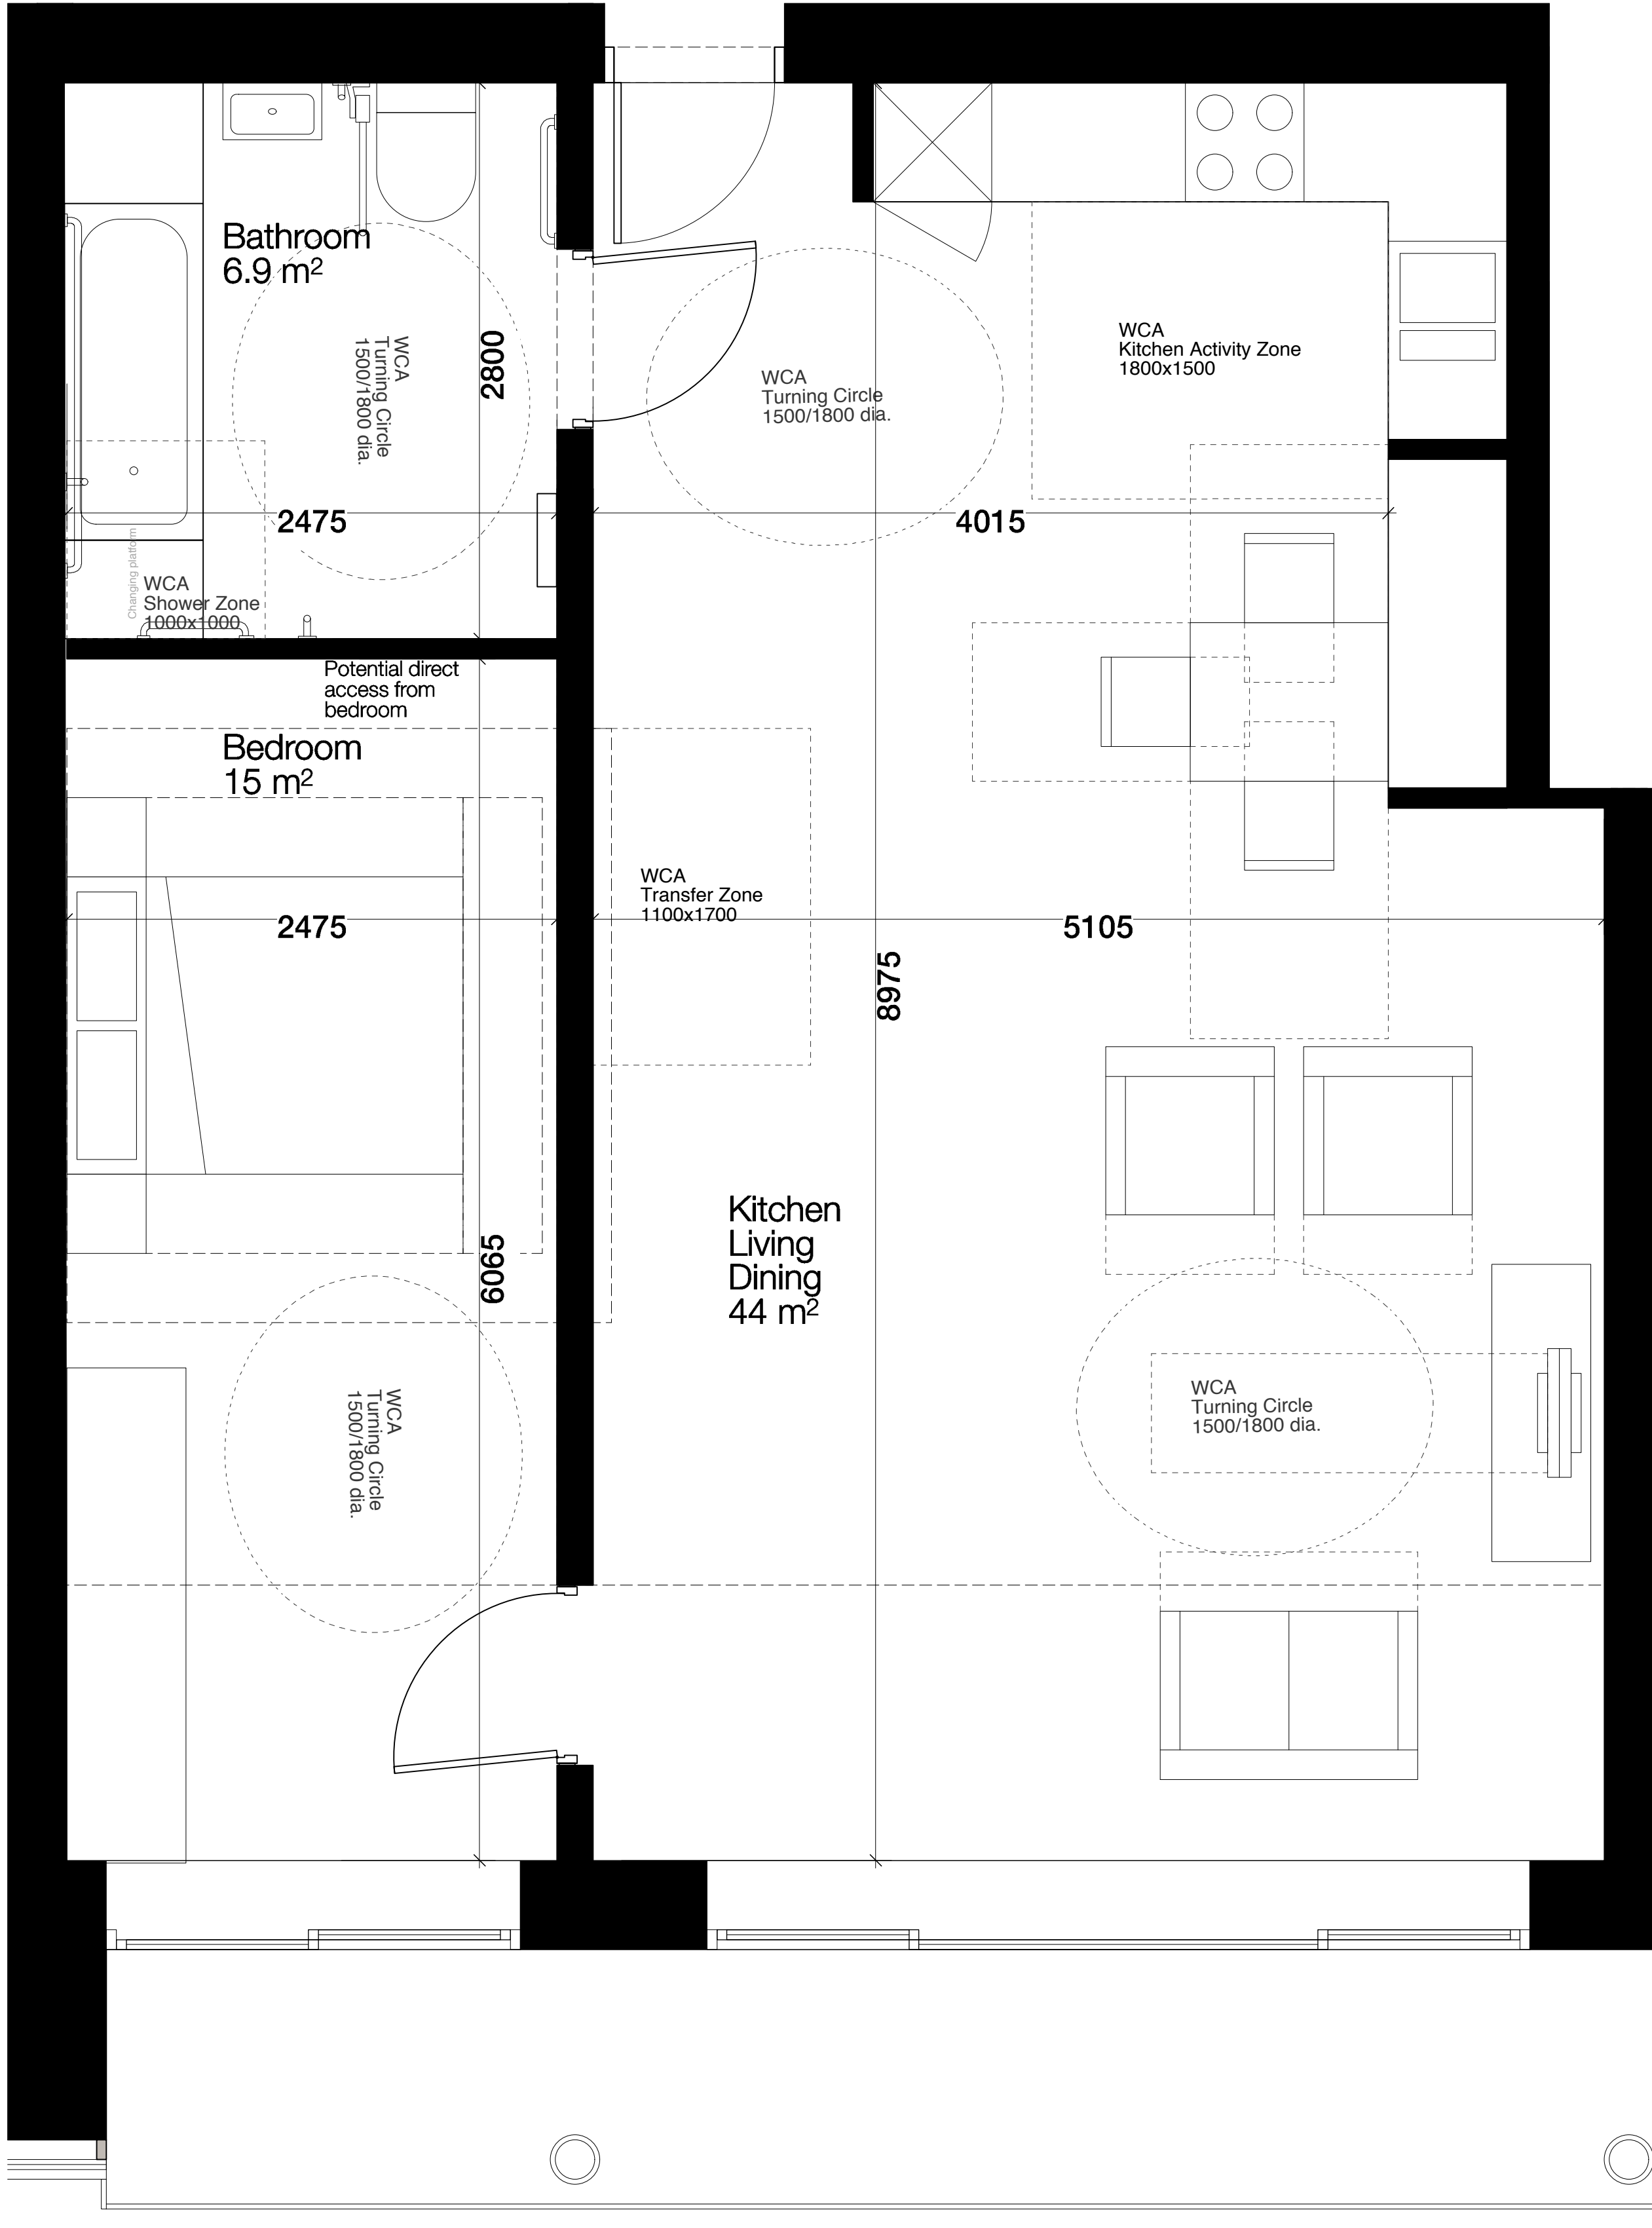 Bathroom
6.9 m²
WCA
Turning Circle
1500/1800 dia.
2800
WCA
Turning Circle
1500/1800 dia.
WCA
Kitchen Activity Zone
1800x1500
2475
4015
Changing platform
WCA
Shower Zone
1000x1000
Potential direct
access from
bedroom
Bedroom
15 m²
WCA
Transfer Zone
1100x1700
2475
5105
8975
6065
Kitchen
Living
Dining
44 m²
WCA
Turning Circle
1500/1800 dia.
WCA
Turning Circle
1500/1800 dia.